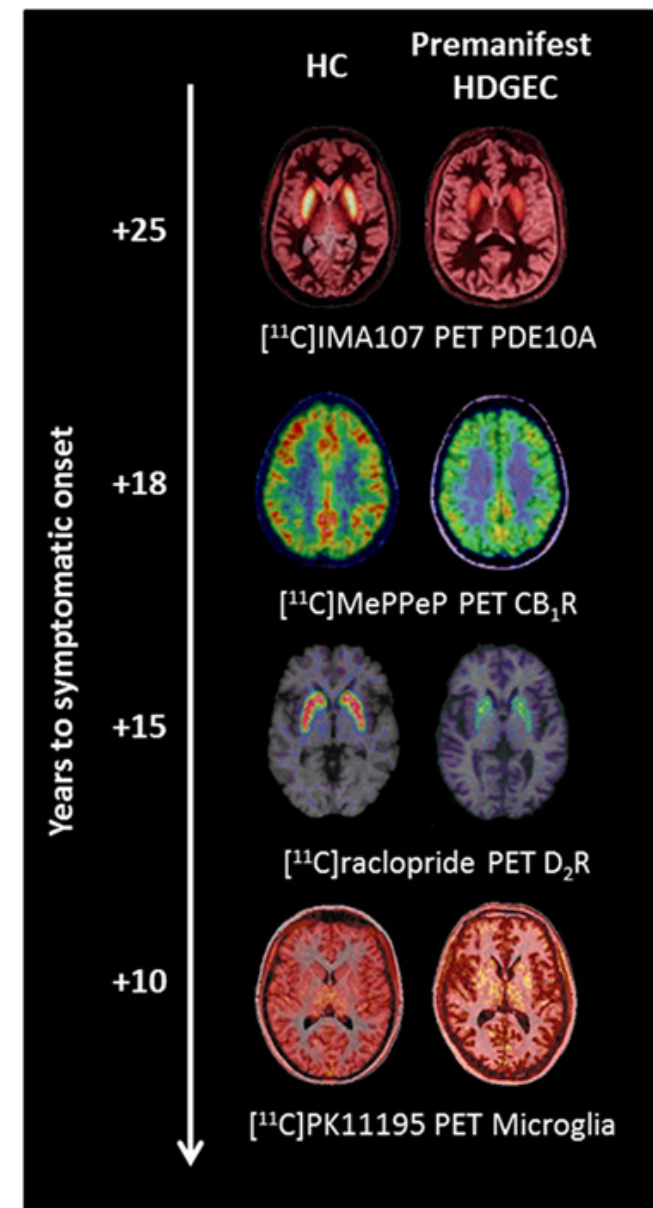 HC
Premanifest
HDGEC
Years to symptomatic onset
+25
[¹¹C]IMA107 PET PDE10A
+18
[¹¹C]MePPeP PET CB₁R
+15
[¹¹C]raclopride PET D₂R
+10
[¹¹C]PK11195 PET Microglia